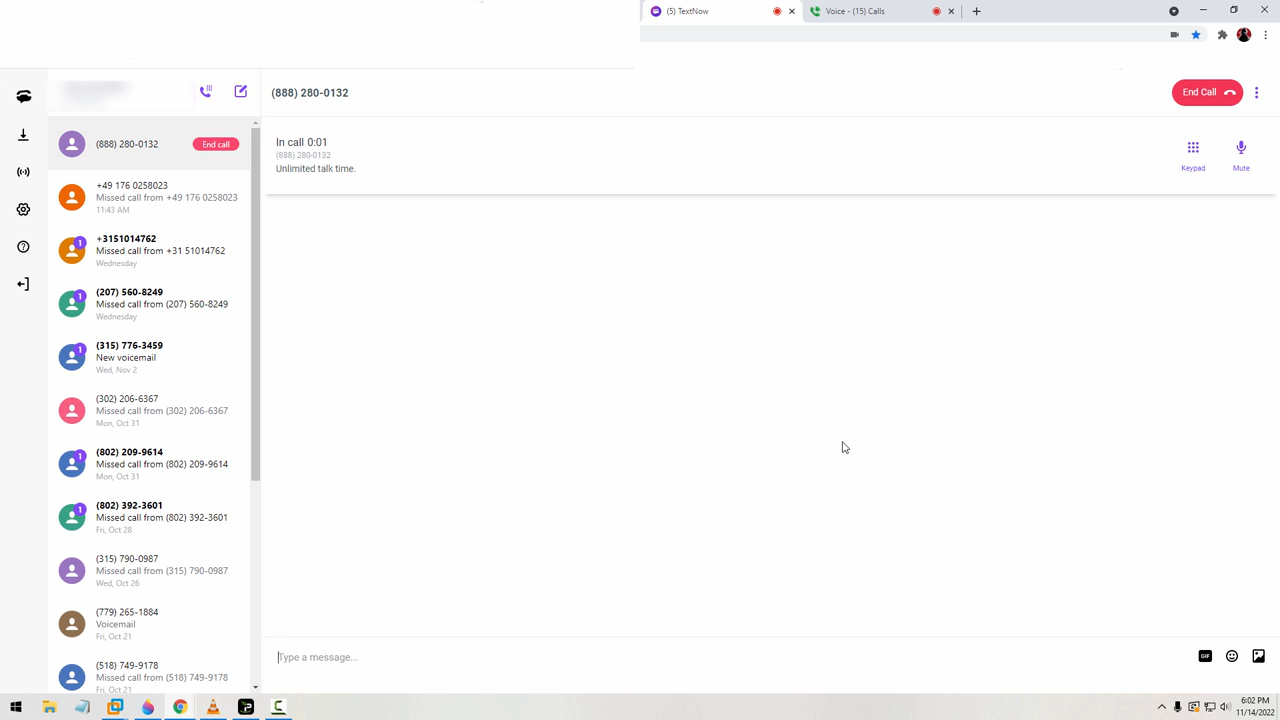 (5) TextNow
Voice - (15) Calls
(888) 280-0132
End Call
(888) 280-0132
End call
In call 0:01
(888) 280-0132
Unlimited talk time.
Keypad
Mute
+49 176 0258023
Missed call from +49 176 0258023
11:43 AM
1
+3151014762
Missed call from +31 51014762
Wednesday
1
(207) 560-8249
Missed call from (207) 560-8249
Wednesday
1
(315) 776-3459
New voicemail
Wed, Nov 2
(302) 206-6367
Missed call from (302) 206-6367
Mon, Oct 31
1
(802) 209-9614
Missed call from (802) 209-9614
Mon, Oct 31
1
(802) 392-3601
Missed call from (802) 392-3601
Fri, Oct 28
(315) 790-0987
Missed call from (315) 790-0987
Wed, Oct 26
(779) 265-1884
Voicemail
Fri, Oct 21
(518) 749-9178
Missed call from (518) 749-9178
Fri, Oct 21
Type a message...
GIF
6:02 PM
11/14/2022